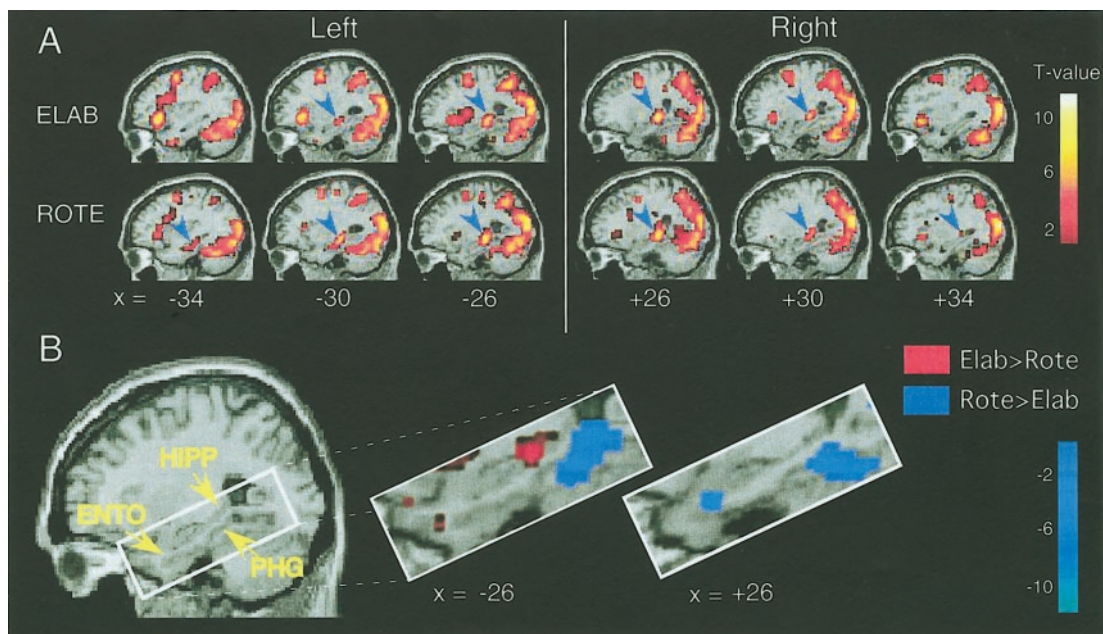 A
Left
Right
T-value
ELAB
10
6
2
ROTE
x = -34
-30
-26
+26
+30
+34
B
Elab>Rote
Rote>Elab
HIPP
ENTO
PHG
-2
-6
-10
x = -26
x = +26